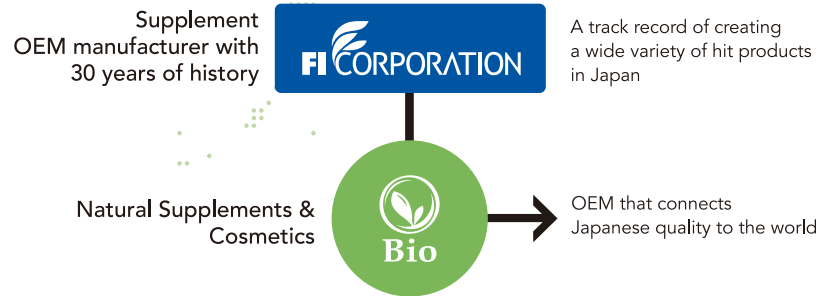 Supplement
OEM manufacturer with
30 years of history
FI CORPORATION
A track record of creating
a wide variety of hit products
in Japan
Natural Supplements &
Cosmetics
Bio
OEM that connects
Japanese quality to the world